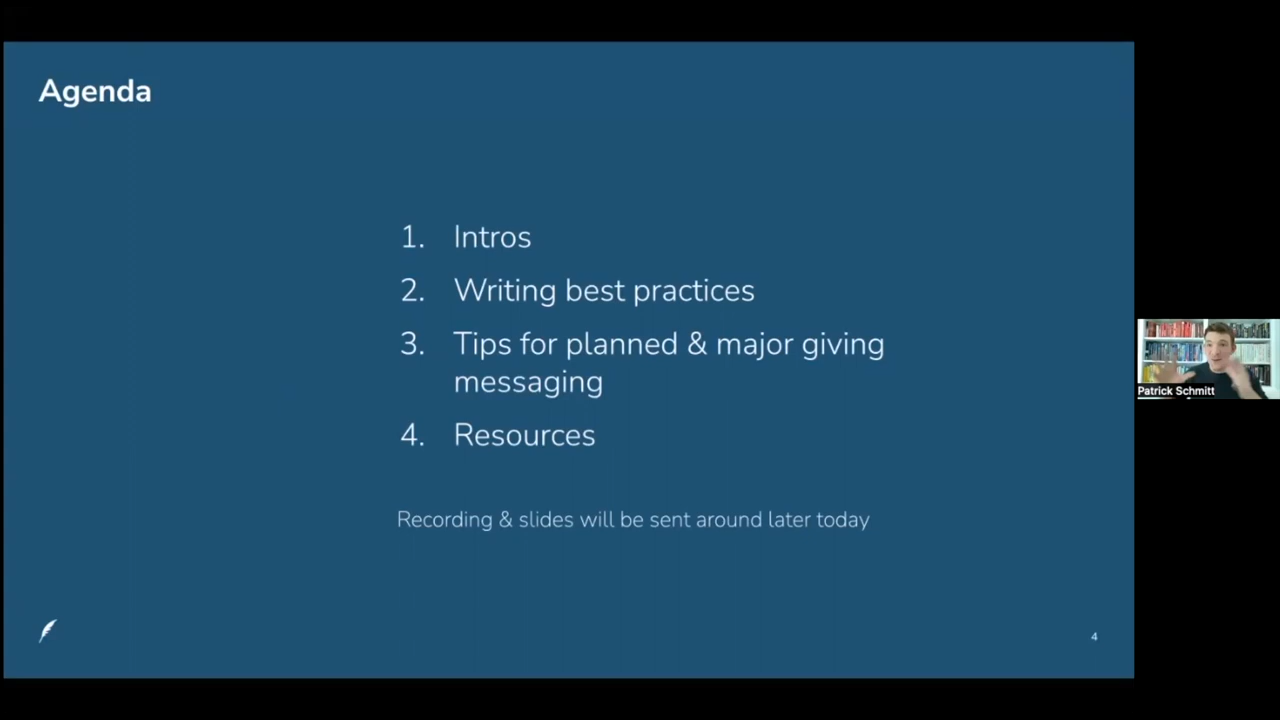 Agenda
1. Intros
2. Writing best practices
3. Tips for planned & major giving
messaging
4. Resources
Recording & slides will be sent around later today
4
Patrick Schmitt